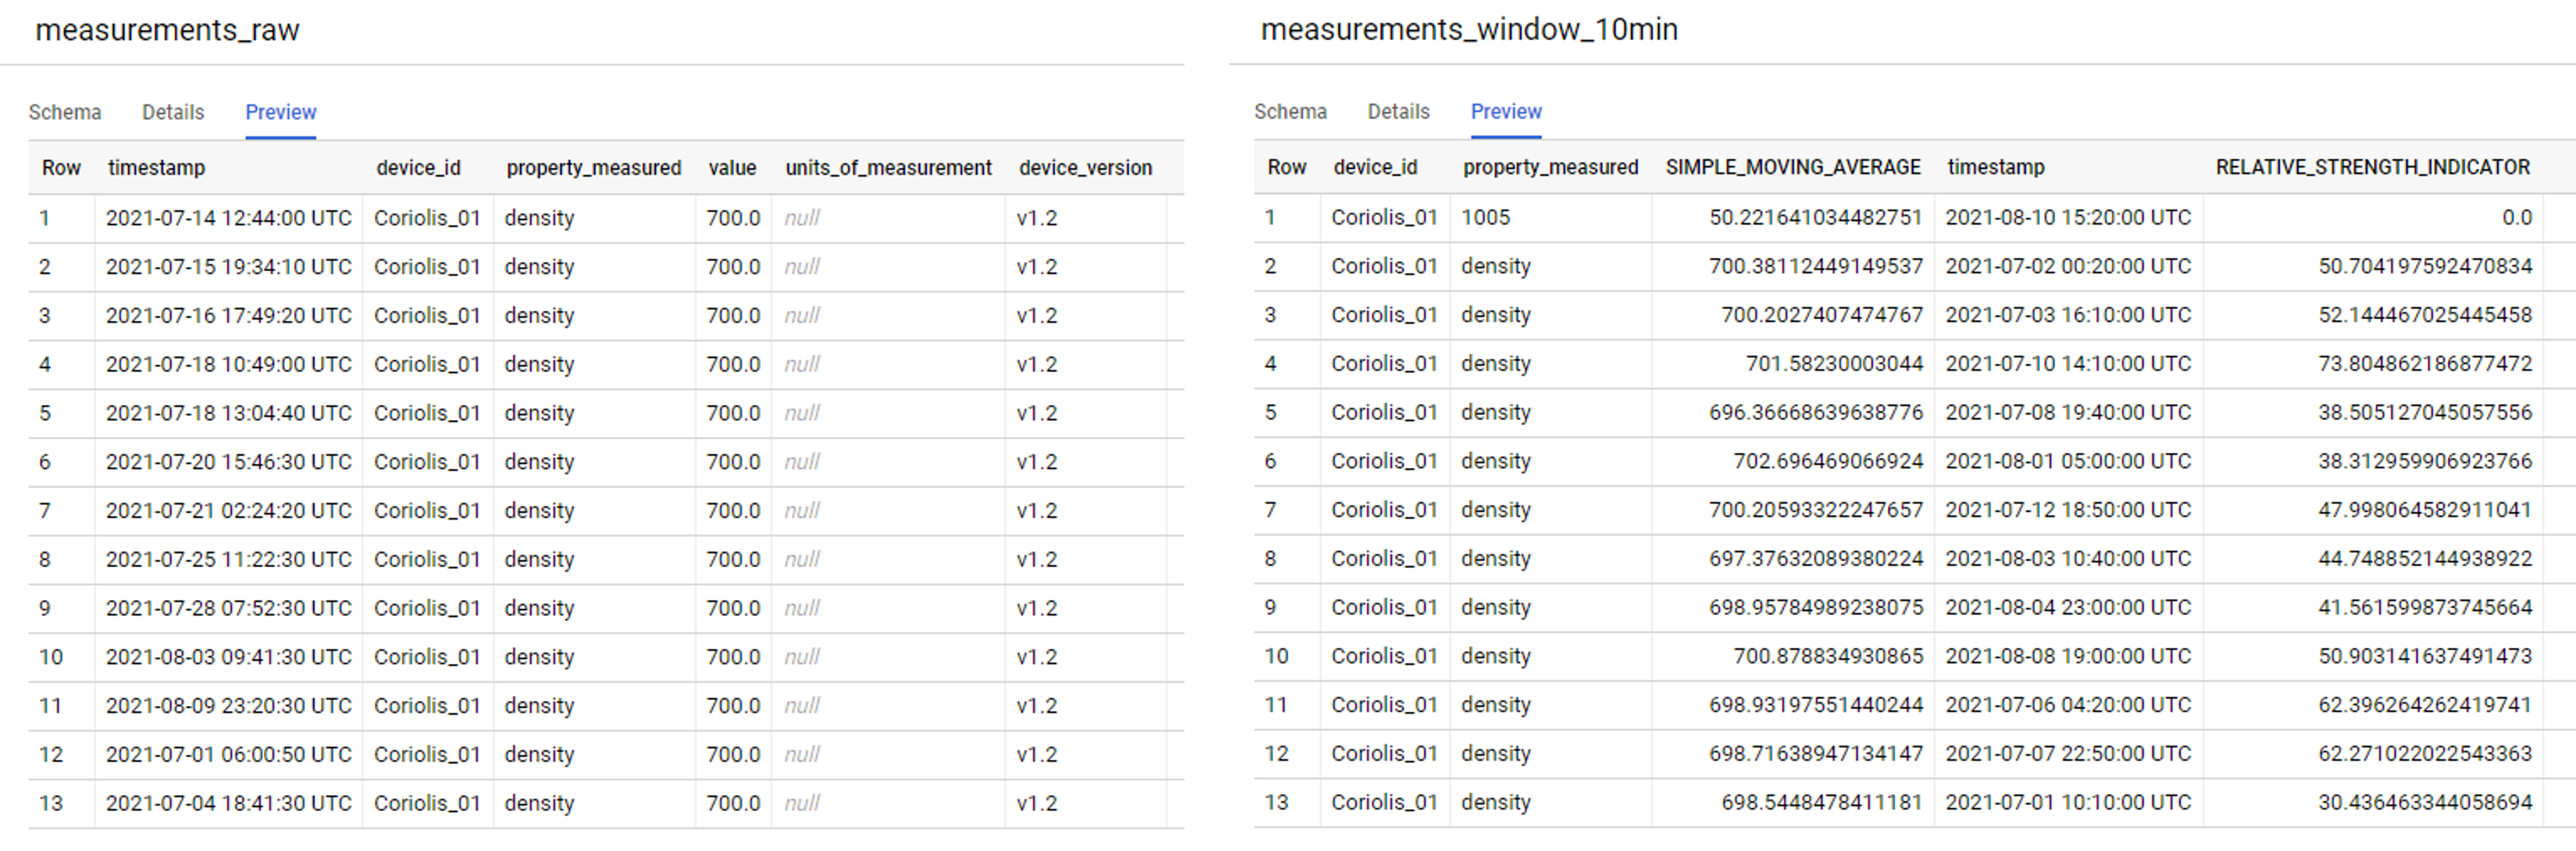 measurements_raw
Schema Details Preview
Row timestamp device_id property_measured value units_of_measurement device_version
1 2021-07-14 12:44:00 UTC Coriolis_01 density 700.0 null v1.2
2 2021-07-15 19:34:10 UTC Coriolis_01 density 700.0 null v1.2
3 2021-07-16 17:49:20 UTC Coriolis_01 density 700.0 null v1.2
4 2021-07-18 10:49:00 UTC Coriolis_01 density 700.0 null v1.2
5 2021-07-18 13:04:40 UTC Coriolis_01 density 700.0 null v1.2
6 2021-07-20 15:46:30 UTC Coriolis_01 density 700.0 null v1.2
7 2021-07-21 02:24:20 UTC Coriolis_01 density 700.0 null v1.2
8 2021-07-25 11:22:30 UTC Coriolis_01 density 700.0 null v1.2
9 2021-07-28 07:52:30 UTC Coriolis_01 density 700.0 null v1.2
10 2021-08-03 09:41:30 UTC Coriolis_01 density 700.0 null v1.2
11 2021-08-09 23:20:30 UTC Coriolis_01 density 700.0 null v1.2
12 2021-07-01 06:00:50 UTC Coriolis_01 density 700.0 null v1.2
13 2021-07-04 18:41:30 UTC Coriolis_01 density 700.0 null v1.2
measurements_window_10min
Schema Details Preview
Row device_id property_measured SIMPLE_MOVING_AVERAGE timestamp RELATIVE_STRENGTH_INDICATOR
1 Coriolis_01 1005 50.221641034482751 2021-08-10 15:20:00 UTC 0.0
2 Coriolis_01 density 700.38112449149537 2021-07-02 00:20:00 UTC 50.704197592470834
3 Coriolis_01 density 700.2027407474767 2021-07-03 16:10:00 UTC 52.144467025445458
4 Coriolis_01 density 701.58230003044 2021-07-10 14:10:00 UTC 73.804862186877472
5 Coriolis_01 density 696.36668639638776 2021-07-08 19:40:00 UTC 38.505127045057556
6 Coriolis_01 density 702.696469066924 2021-08-01 05:00:00 UTC 38.312959906923766
7 Coriolis_01 density 700.20593322247657 2021-07-12 18:50:00 UTC 47.998064582911041
8 Coriolis_01 density 697.37632089380224 2021-08-03 10:40:00 UTC 44.748852144938922
9 Coriolis_01 density 698.95784989238075 2021-08-04 23:00:00 UTC 41.561599873745664
10 Coriolis_01 density 700.878834930865 2021-08-08 19:00:00 UTC 50.903141637491473
11 Coriolis_01 density 698.93197551440244 2021-07-06 04:20:00 UTC 62.396264262419741
12 Coriolis_01 density 698.71638947134147 2021-07-07 22:50:00 UTC 62.271022022543363
13 Coriolis_01 density 698.5448478411181 2021-07-01 10:10:00 UTC 30.436463344058694